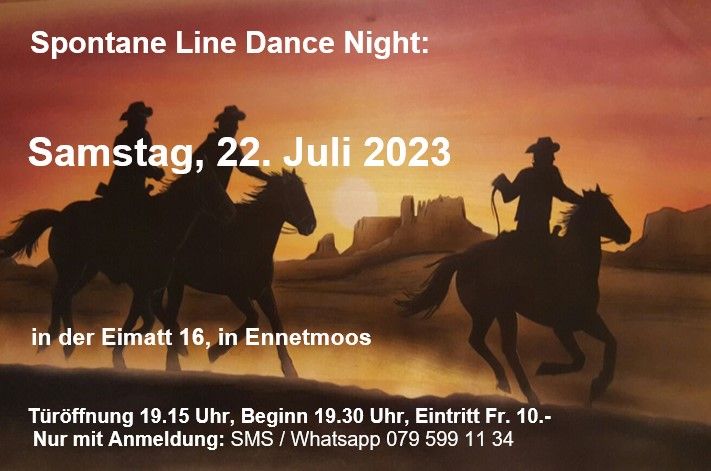 Spontane Line Dance Night:
Samstag, 22. Juli 2023
in der Eimatt 16, in Ennetmoos
Türöffnung 19.15 Uhr, Beginn 19.30 Uhr, Eintritt Fr. 10.-
Nur mit Anmeldung: SMS / Whatsapp 079 599 11 34